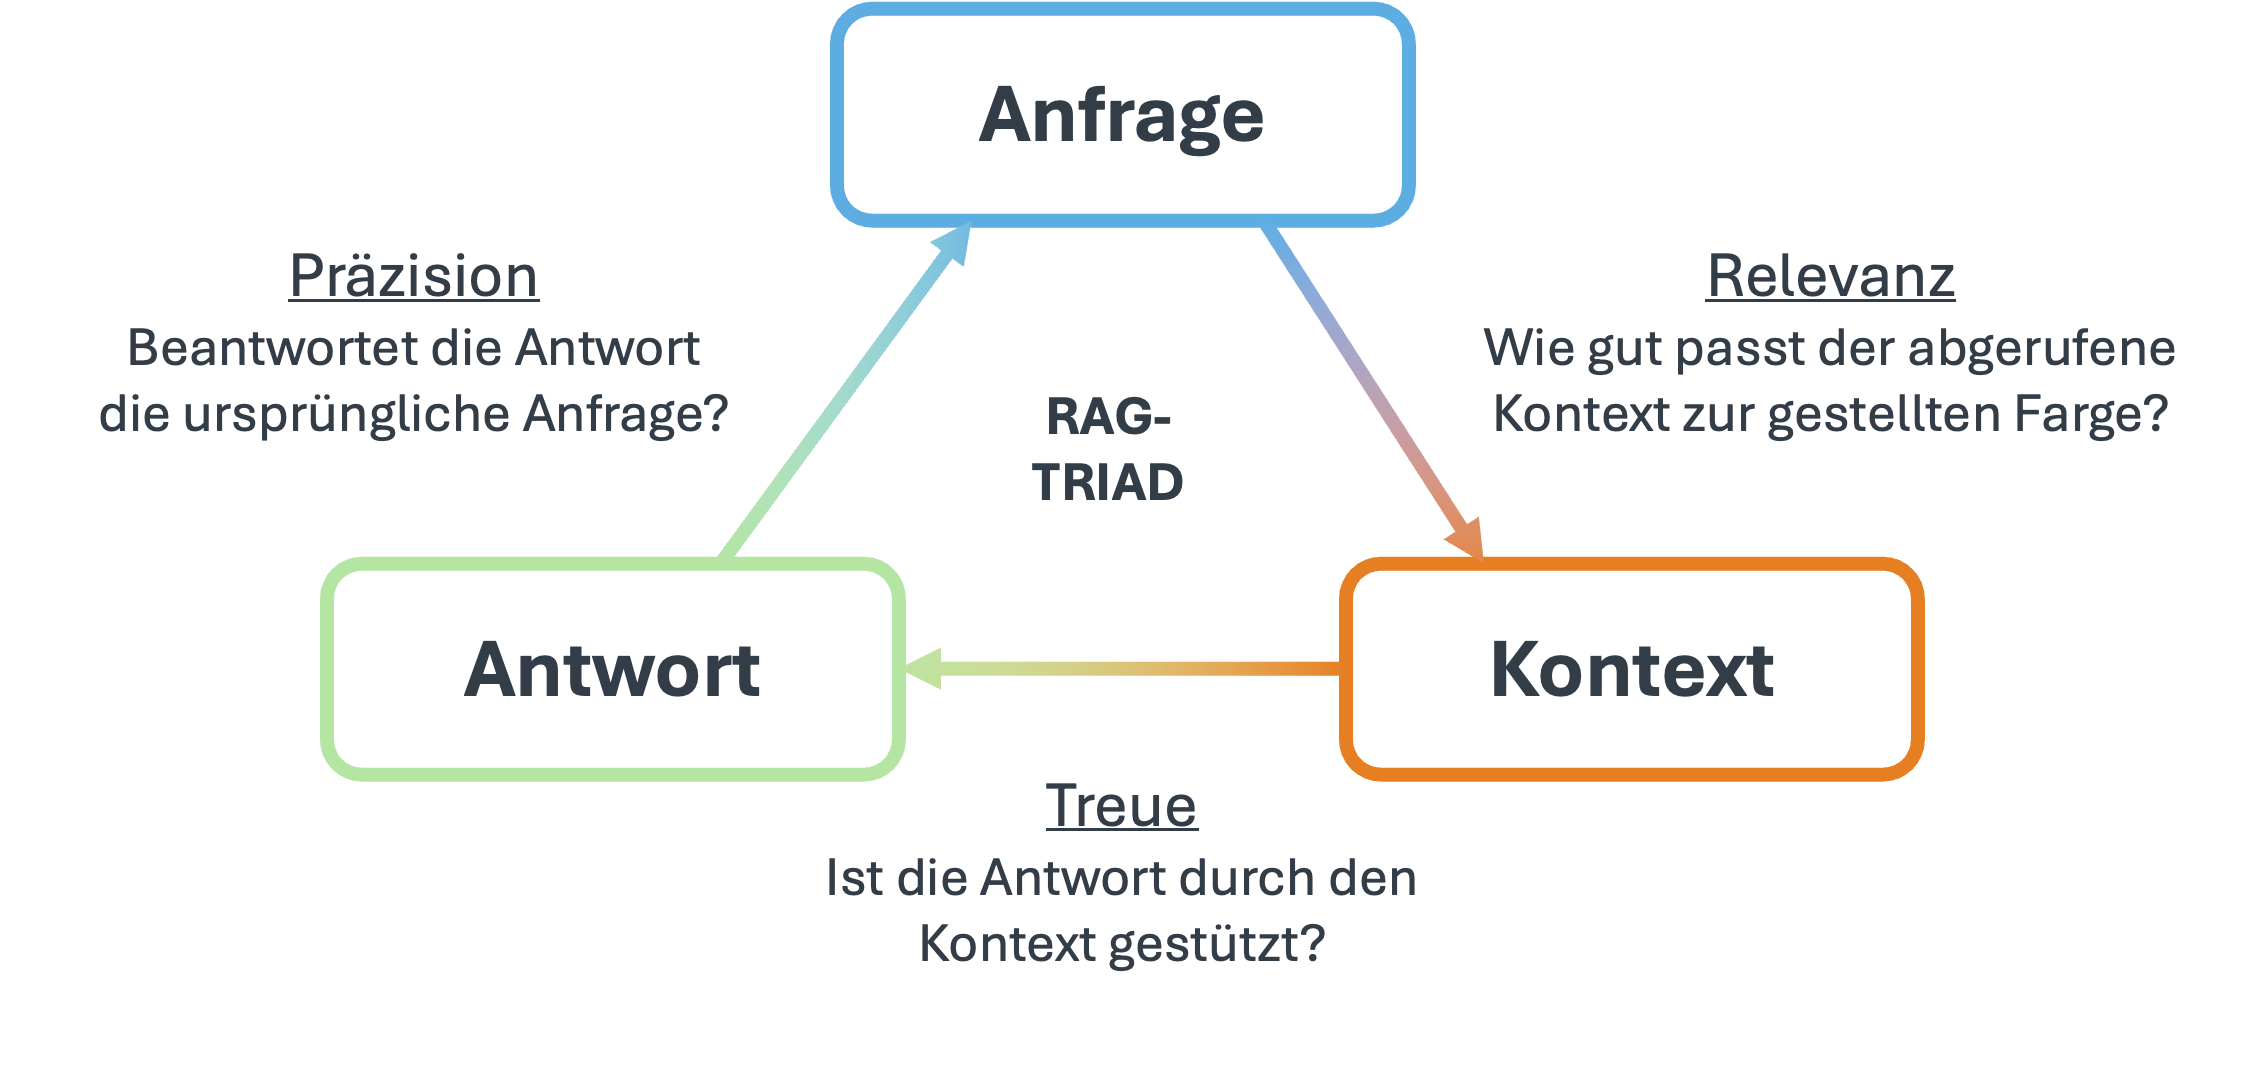 Anfrage
Präzision
Beantwortet die Antwort
die ursprüngliche Anfrage?
Relevanz
Wie gut passt der abgerufene
Kontext zur gestellten Farge?
RAG-
TRIAD
Antwort
Kontext
Treue
Ist die Antwort durch den
Kontext gestützt?